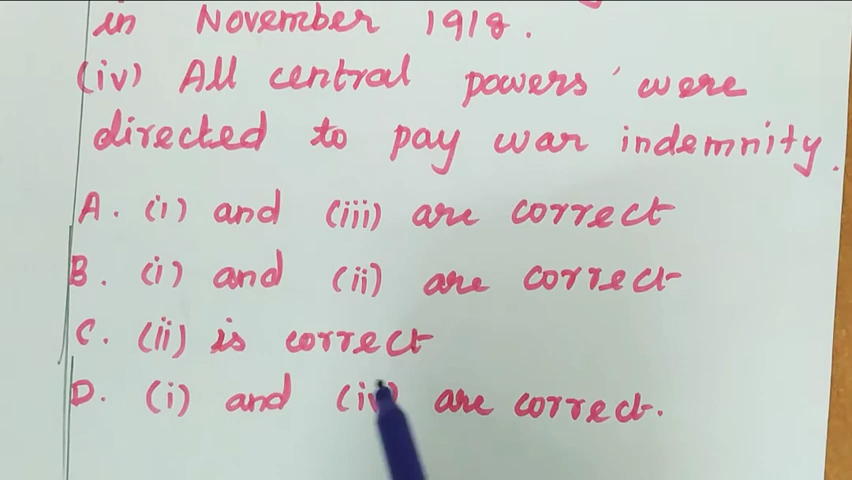 in November 1918.
(iv) All central powers were
directed to pay war indemnity.
A. (i) and (iii) are correct
B. (i) and (ii) are correct
C. (ii) is correct
D. (i) and (iv) are correct.